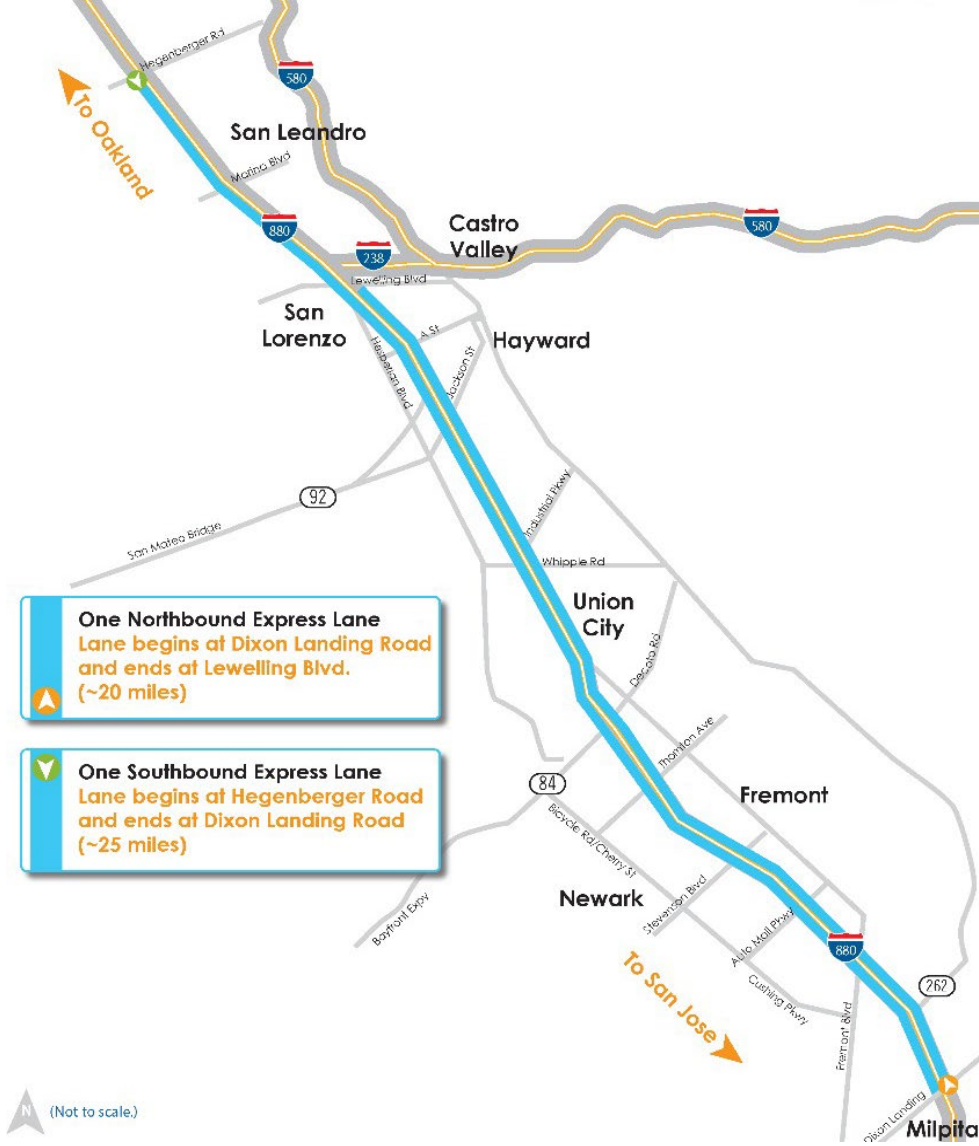 Hegenberger Rd
580
To Oakland
San Leandro
Marina Blvd
880
Castro
Valley
580
238
Lewelling Blvd
San
Lorenzo
A St
Hayward
Hesperian Blvd
Jackson St
92
San Mateo Bridge
Industrial Pkwy
Whipple Rd
One Northbound Express Lane
Lane begins at Dixon Landing Road
and ends at Lewelling Blvd.
(~20 miles)
Union
City
Decoto Rd
One Southbound Express Lane
Lane begins at Hegenberger Road
and ends at Dixon Landing Road
(~25 miles)
Thornton Ave
84
Fremont
Bicycle Rd/Cherry St
Newark
Stevenson Blvd
Bayfront Expy
Auto Mall Pkwy
880
To San Jose
Cushing Pkwy
262
Fremont Blvd
N
(Not to scale.)
Dixon Landing
Milpita